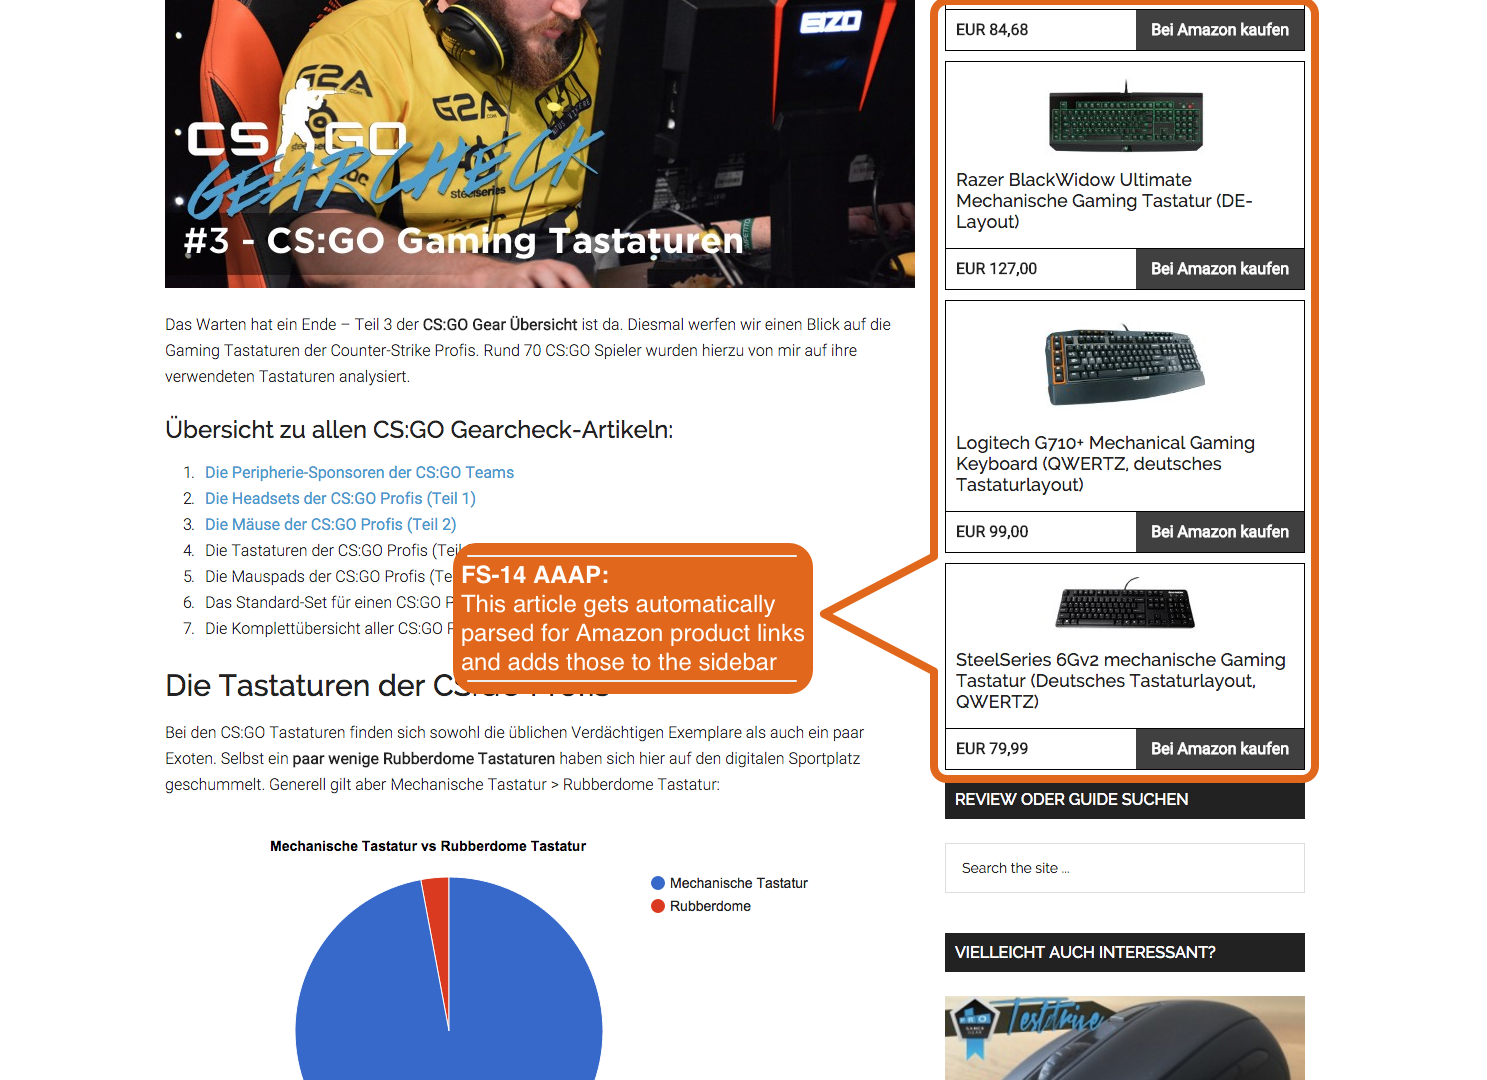 EIZO
G2A
.COM
G2A
.COM
CS GO
GEARCHECK
steelseries
#3 - CS:GO Gaming Tastaturen
Das Warten hat ein Ende – Teil 3 der CS:GO Gear Übersicht ist da. Diesmal werfen wir einen Blick auf die
Gaming Tastaturen der Counter-Strike Profis. Rund 70 CS:GO Spieler wurden hierzu von mir auf ihre
verwendeten Tastaturen analysiert.
Übersicht zu allen CS:GO Gearcheck-Artikeln:
1. Die Peripherie-Sponsoren der CS:GO Teams
2. Die Headsets der CS:GO Profis (Teil 1)
3. Die Mäuse der CS:GO Profis (Teil 2)
4. Die Tastaturen der CS:GO Profis (Teil
5. Die Mauspads der CS:GO Profis (Te
6. Das Standard-Set für einen CS:GO P
7. Die Komplettübersicht aller CS:GO P
FS-14 AAAP:
This article gets automatically
parsed for Amazon product links
and adds those to the sidebar
Die Tastaturen der CS:GO Profis
Bei den CS:GO Tastaturen finden sich sowohl die üblichen Verdächtigen Exemplare als auch ein paar
Exoten. Selbst ein paar wenige Rubberdome Tastaturen haben sich hier auf den digitalen Sportplatz
geschummelt. Generell gilt aber Mechanische Tastatur > Rubberdome Tastatur:
Mechanische Tastatur vs Rubberdome Tastatur
Mechanische Tastatur
Rubberdome
EUR 84,68 Bei Amazon kaufen
Razer BlackWidow Ultimate
Mechanische Gaming Tastatur (DE-
Layout)
EUR 127,00 Bei Amazon kaufen
Logitech G710+ Mechanical Gaming
Keyboard (QWERTZ, deutsches
Tastaturlayout)
EUR 99,00 Bei Amazon kaufen
SteelSeries 6Gv2 mechanische Gaming
Tastatur (Deutsches Tastaturlayout,
QWERTZ)
EUR 79,99 Bei Amazon kaufen
REVIEW ODER GUIDE SUCHEN
Search the site ...
VIELLEICHT AUCH INTERESSANT?
PRO
GAMER
GEAR
Testdrive